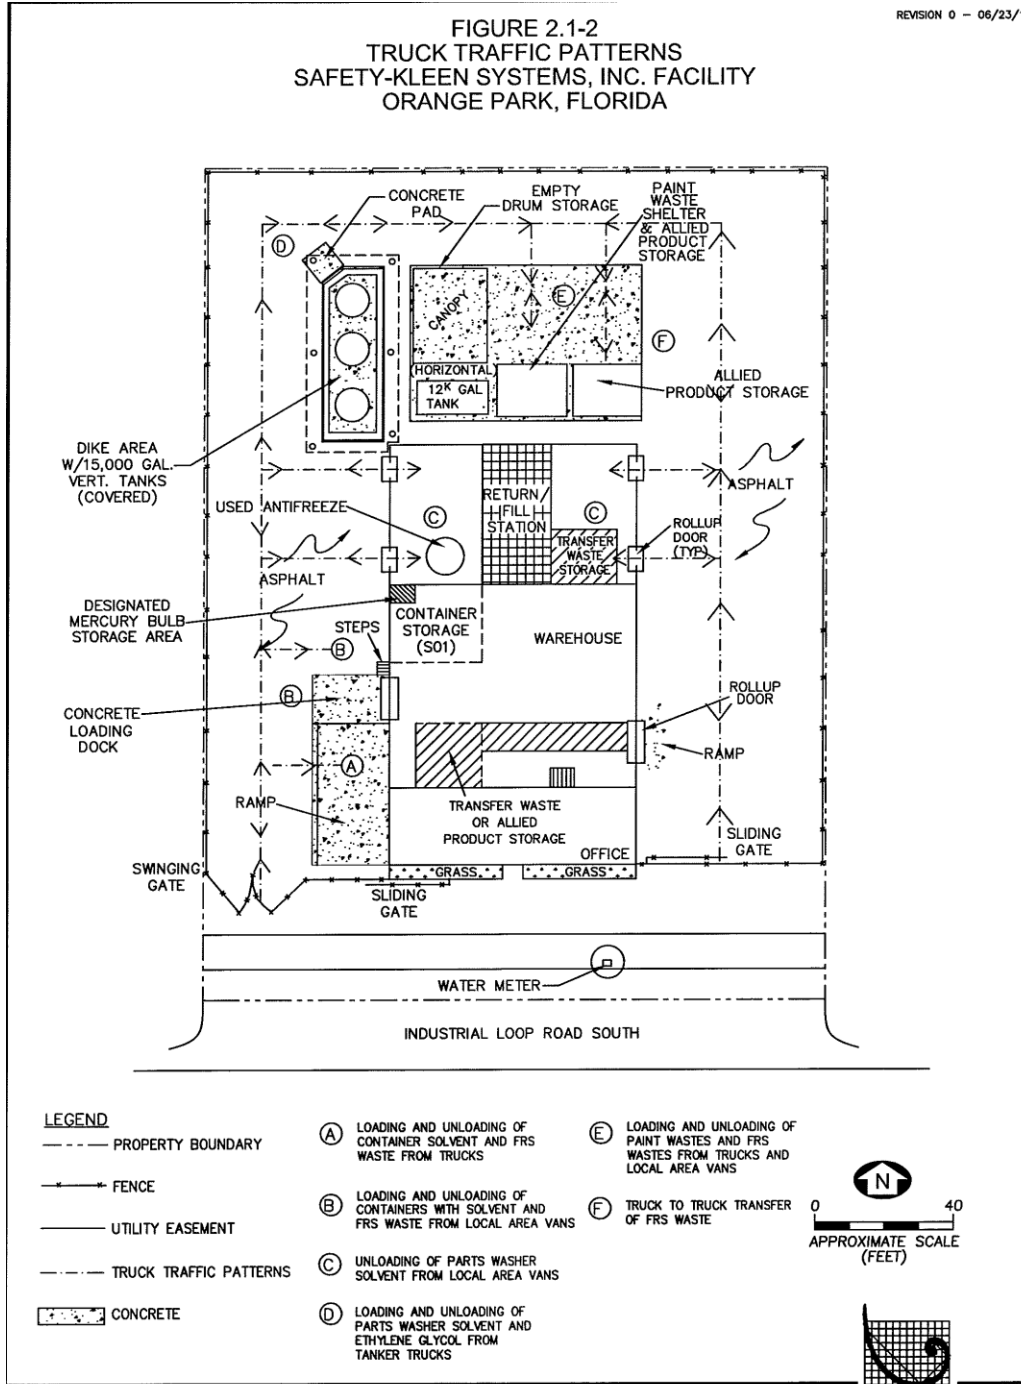 REVISION 0 – 06/23/
FIGURE 2.1-2
TRUCK TRAFFIC PATTERNS
SAFETY-KLEEN SYSTEMS, INC. FACILITY
ORANGE PARK, FLORIDA
CONCRETE
PAD
EMPTY
DRUM STORAGE
PAINT
WASTE
SHELTER
& ALLIED
PRODUCT
STORAGE
D
CANOPY
E
F
(HORIZONTAL)
12K GAL
TANK
ALLIED
PRODUCT STORAGE
DIKE AREA
W/15,000 GAL.
VERT. TANKS
(COVERED)
USED ANTIFREEZE
C
RETURN/
FILL
STATION
C
TRANSFER
WASTE
STORAGE
ROLLUP
DOOR
(TYP)
ASPHALT
ASPHALT
DESIGNATED
MERCURY BULB
STORAGE AREA
STEPS
CONTAINER
STORAGE
(S01)
WAREHOUSE
B
B
CONCRETE
LOADING
DOCK
ROLLUP
DOOR
RAMP
A
RAMP
TRANSFER WASTE
OR ALLIED
PRODUCT STORAGE
OFFICE
SLIDING
GATE
SWINGING
GATE
GRASS
GRASS
SLIDING
GATE
WATER METER
INDUSTRIAL LOOP ROAD SOUTH
LEGEND
PROPERTY BOUNDARY
FENCE
UTILITY EASEMENT
TRUCK TRAFFIC PATTERNS
CONCRETE
A LOADING AND UNLOADING OF
CONTAINER SOLVENT AND FRS
WASTE FROM TRUCKS
B LOADING AND UNLOADING OF
CONTAINERS WITH SOLVENT AND
FRS WASTE FROM LOCAL AREA VANS
C UNLOADING OF PARTS WASHER
SOLVENT FROM LOCAL AREA VANS
D LOADING AND UNLOADING OF
PARTS WASHER SOLVENT AND
ETHYLENE GLYCOL FROM
TANKER TRUCKS
E LOADING AND UNLOADING OF
PAINT WASTES AND FRS
WASTES FROM TRUCKS AND
LOCAL AREA VANS
F TRUCK TO TRUCK TRANSFER
OF FRS WASTE
N
0 40
APPROXIMATE SCALE
(FEET)